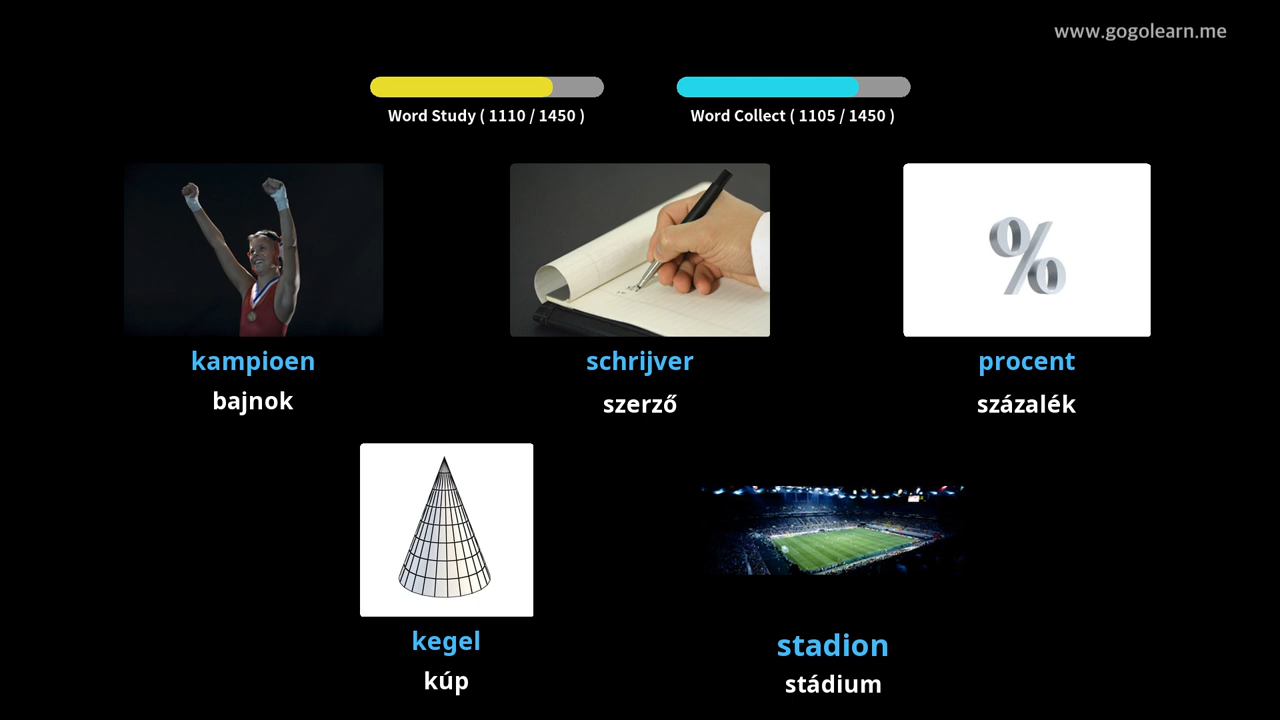 www.gogolearn.me
Word Study ( 1110 / 1450 )
Word Collect ( 1105 / 1450 )
kampioen
bajnok
schrijver
szerző
procent
százalék
%
kegel
kúp
stadion
stádium